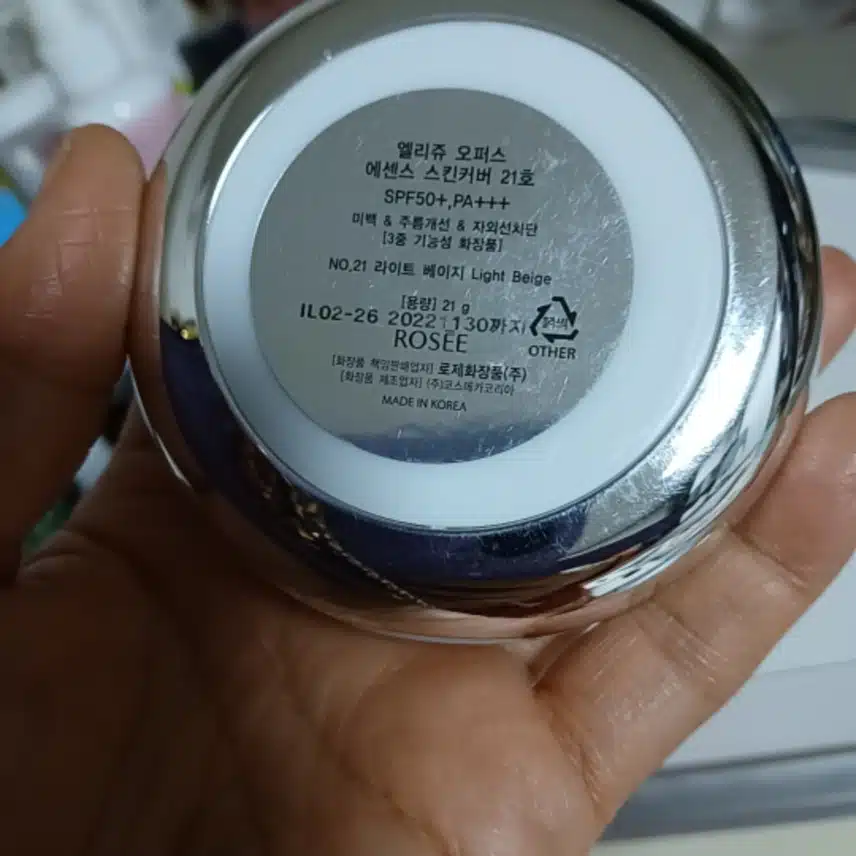 엘리쥬 오퍼스
에센스 스킨커버 21호
SPF50+,PA+++
미백 & 주름개선 & 자외선차단
[3중 기능성 화장품]
NO.21 라이트 베이지 Light Beige
[용량] 21 g
IL02-26 20221130까지
ROSEE
[화장품 책임판매업자] 로제화장품(주)
[화장품 제조업자] (주)코스메카코리아
MADE IN KOREA
OTHER